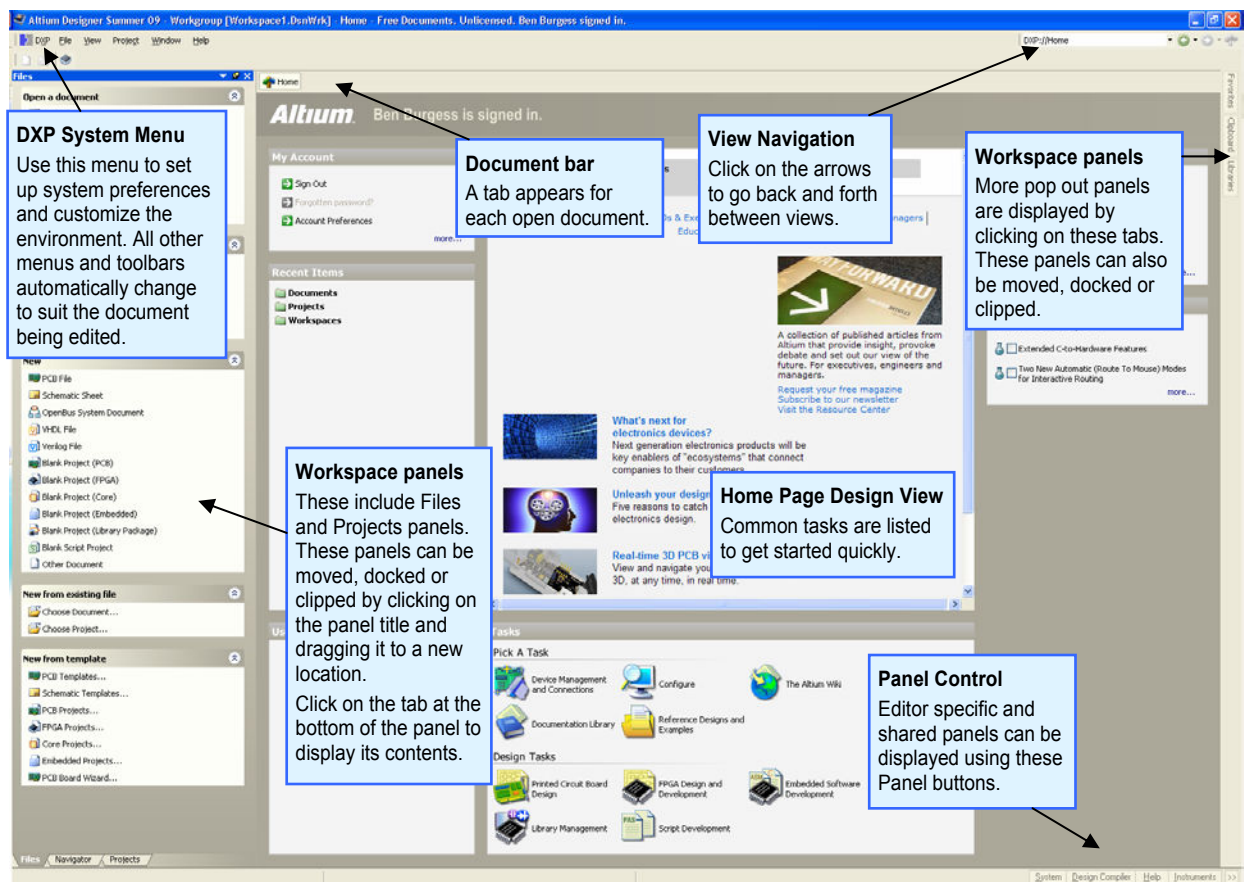 Altium Designer Summer 09 - Workgroup [Workspace1.DsnWrk] - Home - Free Documents. Unlicensed. Ben Burgess signed in.
DXP File View Project Window Help
DXP://Home
Files
Home
Open a document
Altium. Ben Burgess is signed in.
Favorites Clipboard Libraries
DXP System Menu
Use this menu to set
up system preferences
and customize the
environment. All other
menus and toolbars
automatically change
to suit the document
being edited.
My Account
Sign Out
Forgotten password?
Account Preferences
more...
Document bar
A tab appears for
each open document.
View Navigation
Click on the arrows
to go back and forth
between views.
Workspace panels
More pop out panels
are displayed by
clicking on these tabs.
These panels can also
be moved, docked or
clipped.
Recent Items
Documents
Projects
Workspaces
A collection of published articles from
Altium that provide insight, provoke
debate and set out our view of the
future. For executives, engineers and
managers.
Request your free magazine
Subscribe to our newsletter
Visit the Resource Center
Extended C-to-Hardware Features
Two New Automatic (Route To Mouse) Modes
for Interactive Routing
more...
New
PCB File
Schematic Sheet
OpenBus System Document
VHDL File
Verilog File
Blank Project (PCB)
Blank Project (FPGA)
Blank Project (Core)
Blank Project (Embedded)
Blank Project (Library Package)
Blank Script Project
Other Document
New from existing file
Choose Document...
Choose Project...
New from template
PCB Templates...
Schematic Templates...
PCB Projects...
FPGA Projects...
Core Projects...
Embedded Projects...
PCB Board Wizard...
Workspace panels
These include Files
and Projects panels.
These panels can be
moved, docked or
clipped by clicking on
the panel title and
dragging it to a new
location.
Click on the tab at the
bottom of the panel to
display its contents.
What's next for
electronics devices?
Next generation electronics products will be
key enablers of "ecosystems" that connect
companies to their customers.
Unleash your design
Five reasons to catch
electronics design.
Real-time 3D PCB
View and navigate
3D, at any time, in real time.
Home Page Design View
Common tasks are listed
to get started quickly.
Tasks
Pick A Task
Device Management
and Connections
Configure
The Altium Wiki
Documentation Library
Reference Designs and
Examples
Design Tasks
Printed Circuit Board
Design
FPGA Design and
Development
Embedded Software
Development
Library Management
Script Development
Panel Control
Editor specific and
shared panels can be
displayed using these
Panel buttons.
Files Navigator Projects
System Design Compiler Help Instruments >>